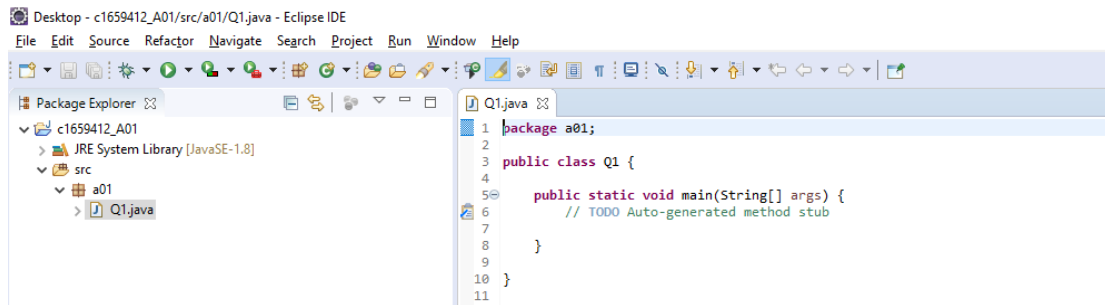 Desktop - c1659412_A01/src/a01/Q1.java - Eclipse IDE
File Edit Source Refactor Navigate Search Project Run Window Help
Package Explorer
c1659412_A01
JRE System Library [JavaSE-1.8]
src
a01
Q1.java
Q1.java
1 package a01;
2
3 public class Q1 {
4
5 public static void main(String[] args) {
6 // TODO Auto-generated method stub
7
8 }
9
10 }
11